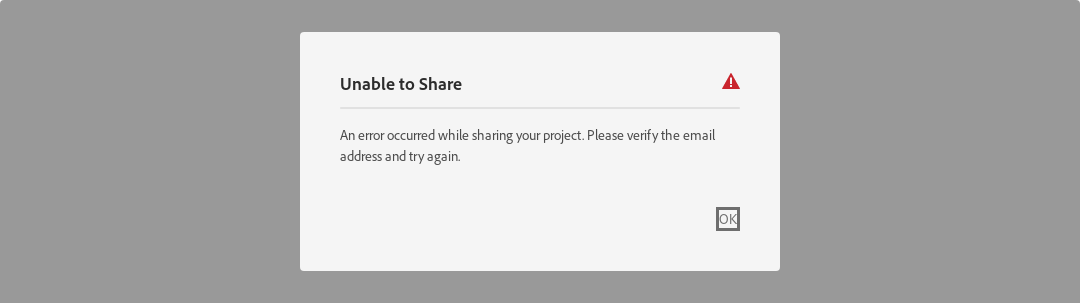 Unable to Share
An error occurred while sharing your project. Please verify the email
address and try again.
OK